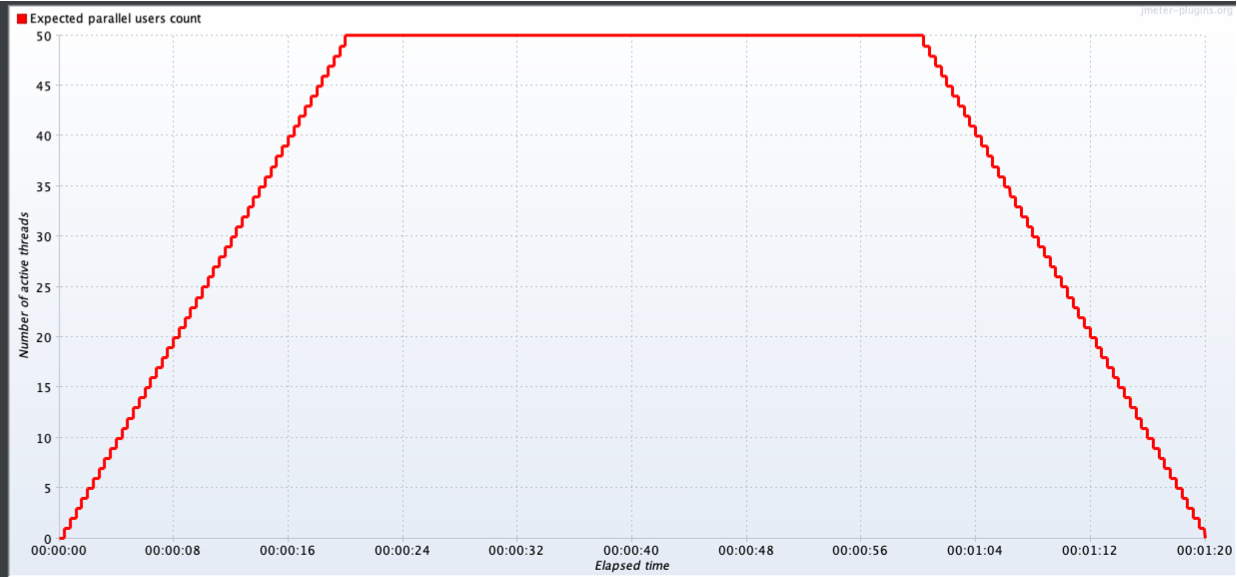 jmeter-plugins.org
Expected parallel users count
50
45
40
35
30
25
20
15
10
5
0
Number of active threads
00:00:00 00:00:08 00:00:16 00:00:24 00:00:32 00:00:40 00:00:48 00:00:56 00:01:04 00:01:12 00:01:20
Elapsed time